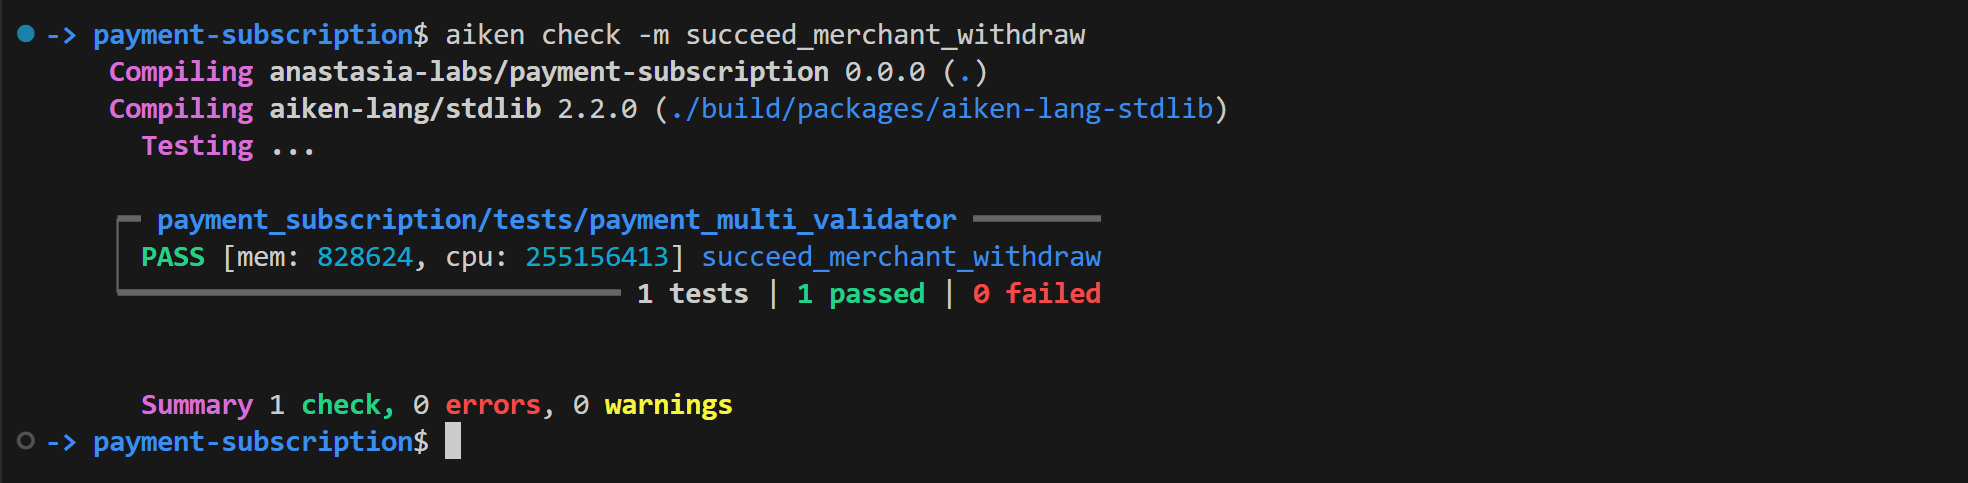 -> payment-subscription$ aiken check -m succeed_merchant_withdraw
Compiling anastasia-labs/payment-subscription 0.0.0 (.)
Compiling aiken-lang/stdlib 2.2.0 (./build/packages/aiken-lang-stdlib)
Testing ...
payment_subscription/tests/payment_multi_validator
PASS [mem: 828624, cpu: 255156413] succeed_merchant_withdraw
1 tests | 1 passed | 0 failed
Summary 1 check, 0 errors, 0 warnings
-> payment-subscription$